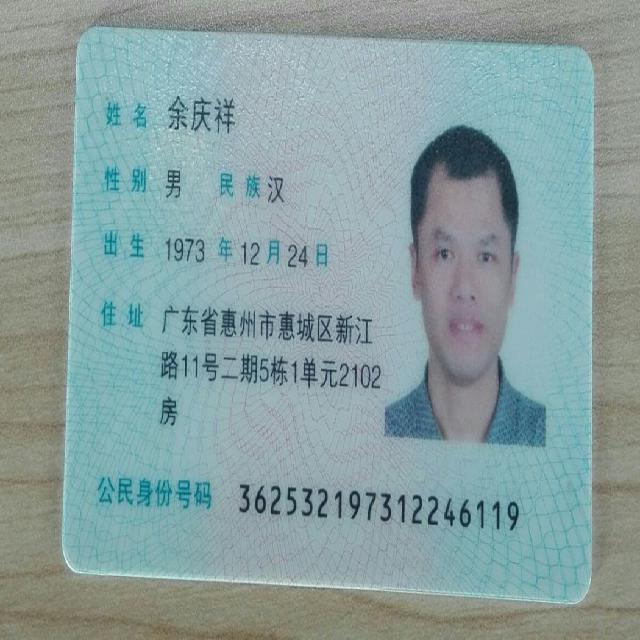 姓名 余庆祥
性别 男 民族 汉
出生 1973 年 12 月 24 日
住址 广东省惠州市惠城区新江
路11号二期5栋1单元2102
房
公民身份号码 362532197312246119